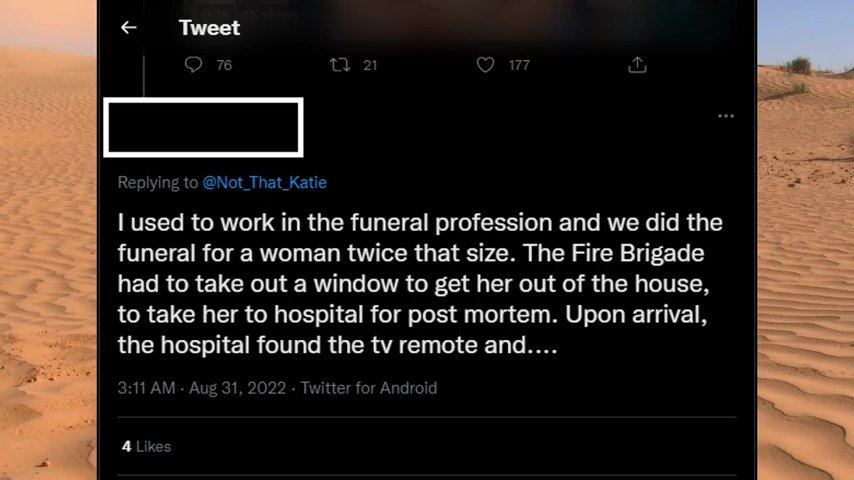 Tweet
76 21 177
Replying to @Not_That_Katie
I used to work in the funeral profession and we did the
funeral for a woman twice that size. The Fire Brigade
had to take out a window to get her out of the house,
to take her to hospital for post mortem. Upon arrival,
the hospital found the tv remote and....
3:11 AM · Aug 31, 2022 · Twitter for Android
4 Likes